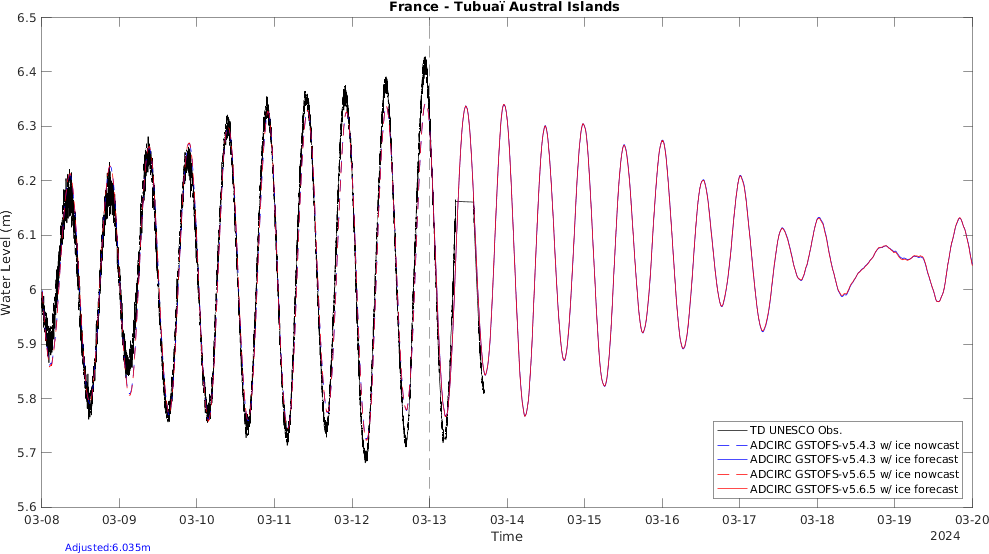 France - Tubuaï Austral Islands
Water Level (m)
6.5
6.4
6.3
6.2
6.1
6
5.9
5.8
5.7
5.6
TD UNESCO Obs.
ADCIRC GSTOFS-v5.4.3 w/ ice nowcast
ADCIRC GSTOFS-v5.4.3 w/ ice forecast
ADCIRC GSTOFS-v5.6.5 w/ ice nowcast
ADCIRC GSTOFS-v5.6.5 w/ ice forecast
03-08 03-09 03-10 03-11 03-12 03-13 03-14 03-15 03-16 03-17 03-18 03-19 03-20
Time
2024
Adjusted:6.035m